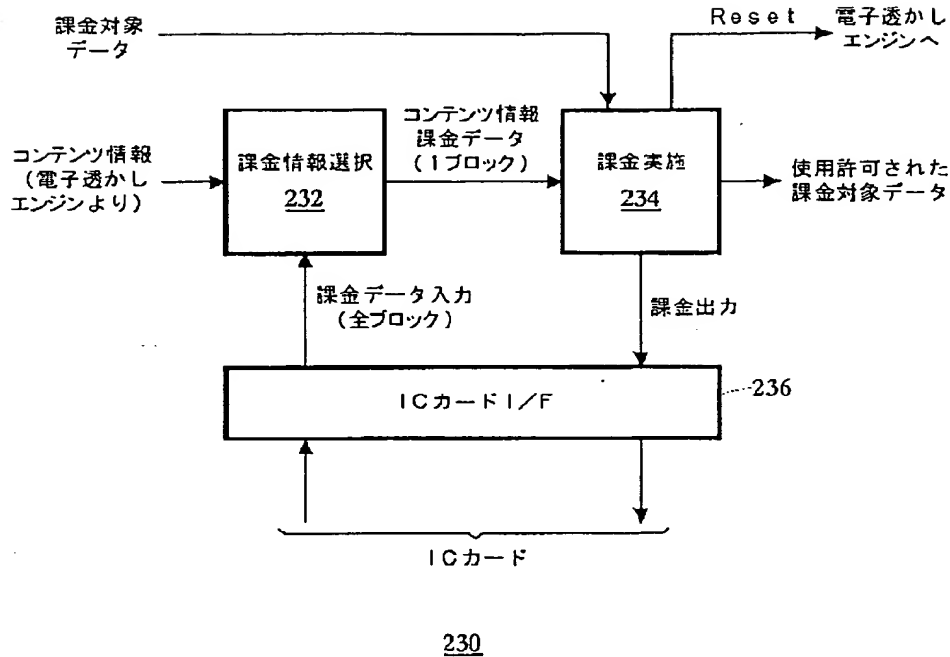 課金対象
データ
Reset
電子透かし
エンジンへ
コンテンツ情報
(電子透かし
エンジンより)
課金情報選択
232
コンテンツ情報
課金データ
(1ブロック)
課金実施
234
使用許可された
課金対象データ
課金データ入力
(全ブロック)
課金出力
ICカードI/F
236
ICカード
230